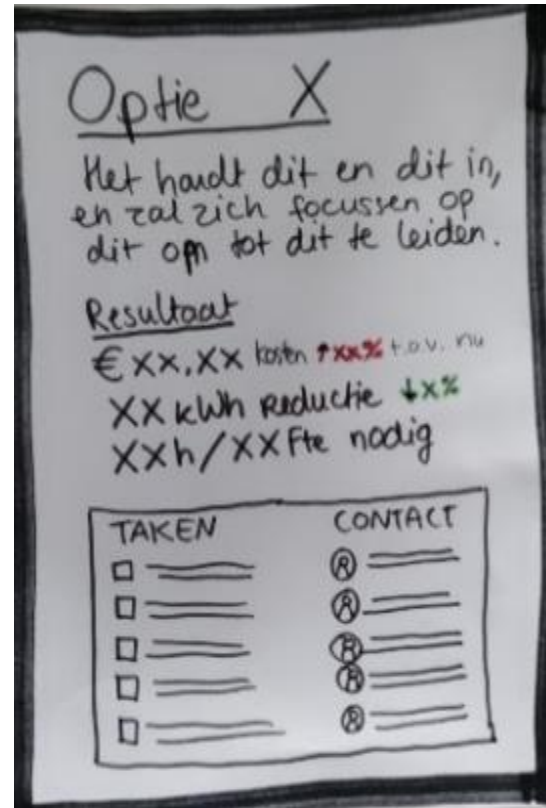 Optie X
Het houdt dit en dit in,
en zal zich focussen op
dit om tot dit te leiden.
Resultaat
€XX.XX kosten ↑XX% t.o.v. nu
XX kWh reductie ↓X%
XXh/XX Fte nodig
TAKEN CONTACT